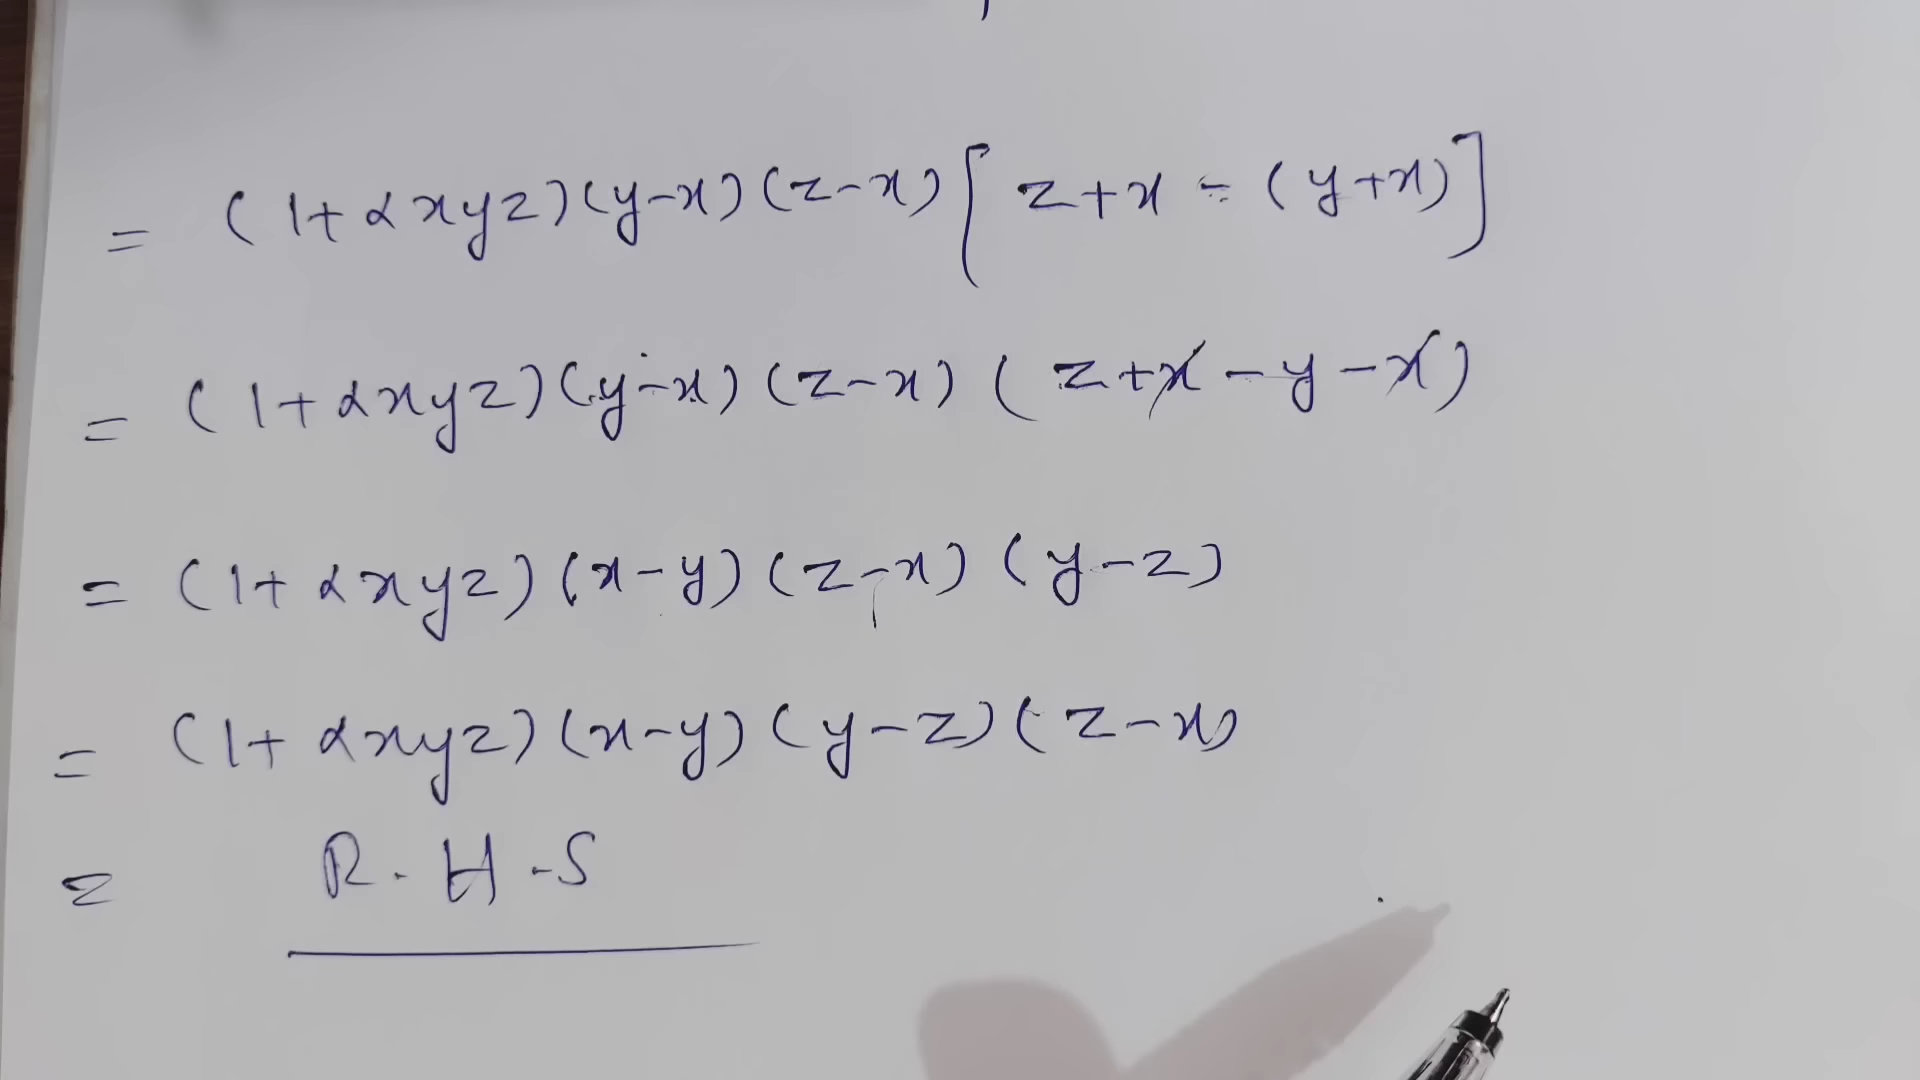 = (1+αxyz)(y-x)(z-x)[z+x - (y+x)]
= (1+αxyz)(y-x)(z-x)(z+x-y-x)
= (1+αxyz)(x-y)(z-x)(y-z)
= (1+αxyz)(x-y)(y-z)(z-x)
= R.H.S